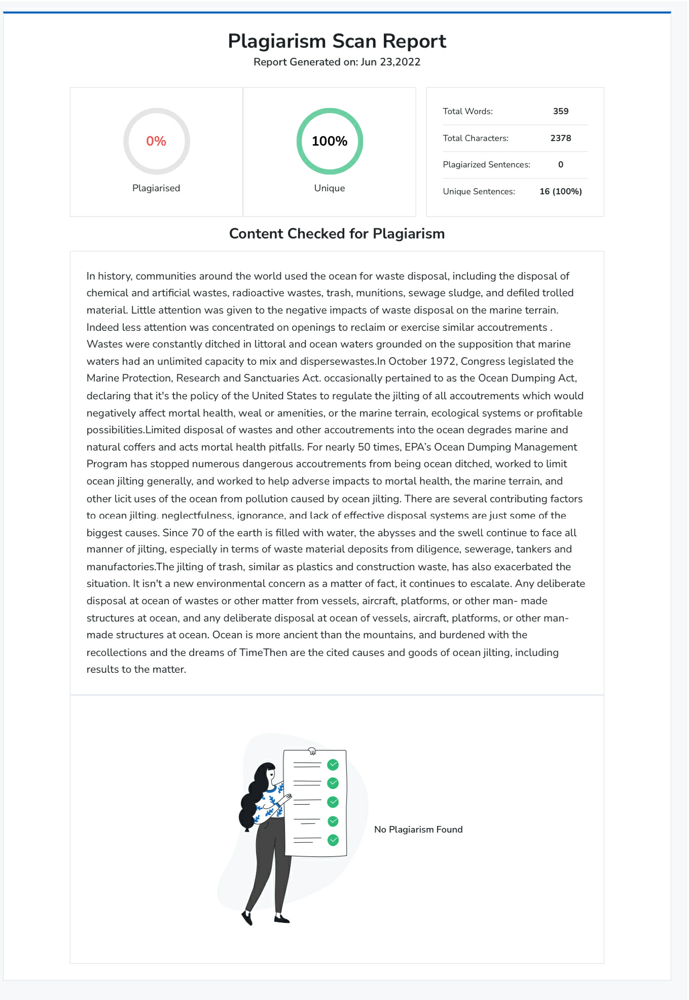 Plagiarism Scan Report
Report Generated on: Jun 23,2022
0%
Plagiarised
100%
Unique
Total Words: 359
Total Characters: 2378
Plagiarized Sentences: 0
Unique Sentences: 16 (100%)
Content Checked for Plagiarism
In history, communities around the world used the ocean for waste disposal, including the disposal of
chemical and artificial wastes, radioactive wastes, trash, munitions, sewage sludge, and defiled trolled
material. Little attention was given to the negative impacts of waste disposal on the marine terrain.
Indeed less attention was concentrated on openings to reclaim or exercise similar accoutrements .
Wastes were constantly ditched in littoral and ocean waters grounded on the supposition that marine
waters had an unlimited capacity to mix and dispersewastes.In October 1972, Congress legislated the
Marine Protection, Research and Sanctuaries Act. occasionally pertained to as the Ocean Dumping Act,
declaring that it's the policy of the United States to regulate the jilting of all accoutrements which would
negatively affect mortal health, weal or amenities, or the marine terrain, ecological systems or profitable
possibilities.Limited disposal of wastes and other accoutrements into the ocean degrades marine and
natural coffers and acts mortal health pitfalls. For nearly 50 times, EPA’s Ocean Dumping Management
Program has stopped numerous dangerous accoutrements from being ocean ditched, worked to limit
ocean jilting generally, and worked to help adverse impacts to mortal health, the marine terrain, and
other licit uses of the ocean from pollution caused by ocean jilting. There are several contributing factors
to ocean jilting. neglectfulness, ignorance, and lack of effective disposal systems are just some of the
biggest causes. Since 70 of the earth is filled with water, the abysses and the swell continue to face all
manner of jilting, especially in terms of waste material deposits from diligence, sewerage, tankers and
manufactories.The jilting of trash, similar as plastics and construction waste, has also exacerbated the
situation. It isn't a new environmental concern as a matter of fact, it continues to escalate. Any deliberate
disposal at ocean of wastes or other matter from vessels, aircraft, platforms, or other man- made
structures at ocean, and any deliberate disposal at ocean of vessels, aircraft, platforms, or other man-
made structures at ocean. Ocean is more ancient than the mountains, and burdened with the
recollections and the dreams of TimeThen are the cited causes and goods of ocean jilting, including
results to the matter.
No Plagiarism Found